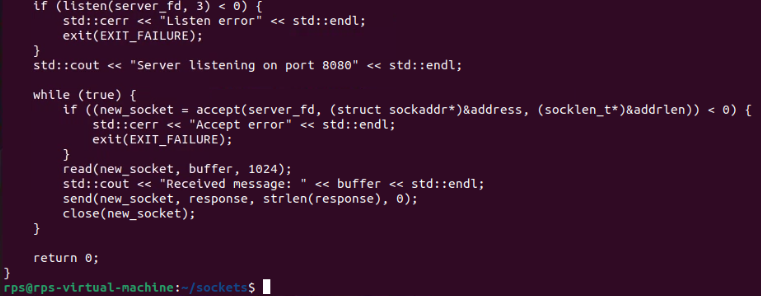 if (listen(server_fd, 3) < 0) {
        std::cerr << "Listen error" << std::endl;
        exit(EXIT_FAILURE);
    }
    std::cout << "Server listening on port 8080" << std::endl;

    while (true) {
        if ((new_socket = accept(server_fd, (struct sockaddr*)&address, (socklen_t*)&addrlen)) < 0) {
            std::cerr << "Accept error" << std::endl;
            exit(EXIT_FAILURE);
        }
        read(new_socket, buffer, 1024);
        std::cout << "Received message: " << buffer << std::endl;
        send(new_socket, response, strlen(response), 0);
        close(new_socket);
    }

    return 0;
}
rps@rps-virtual-machine:~/sockets$